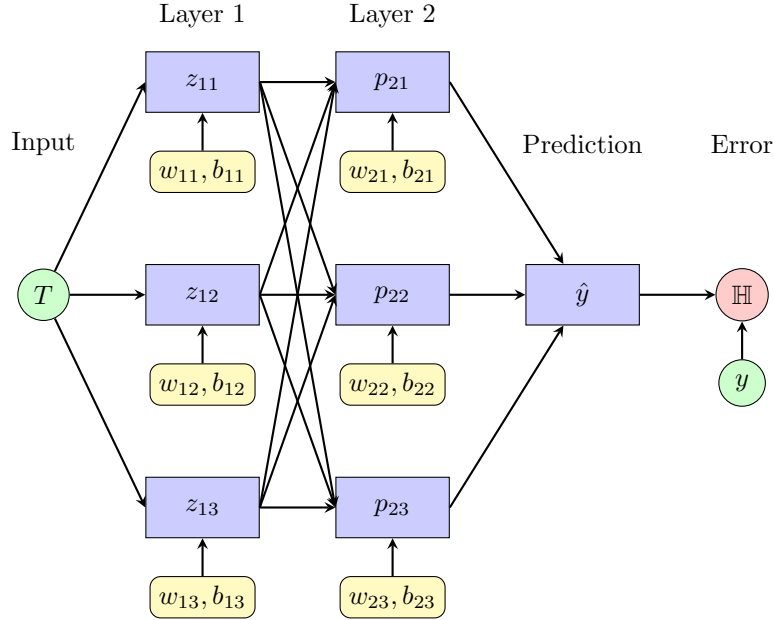 Layer 1 Layer 2
z₁₁ p₂₁
Input Prediction Error
w₁₁, b₁₁ w₂₁, b₂₁
T z₁₂ p₂₂ ŷ ℍ
w₁₂, b₁₂ w₂₂, b₂₂ y
z₁₃ p₂₃
w₁₃, b₁₃ w₂₃, b₂₃